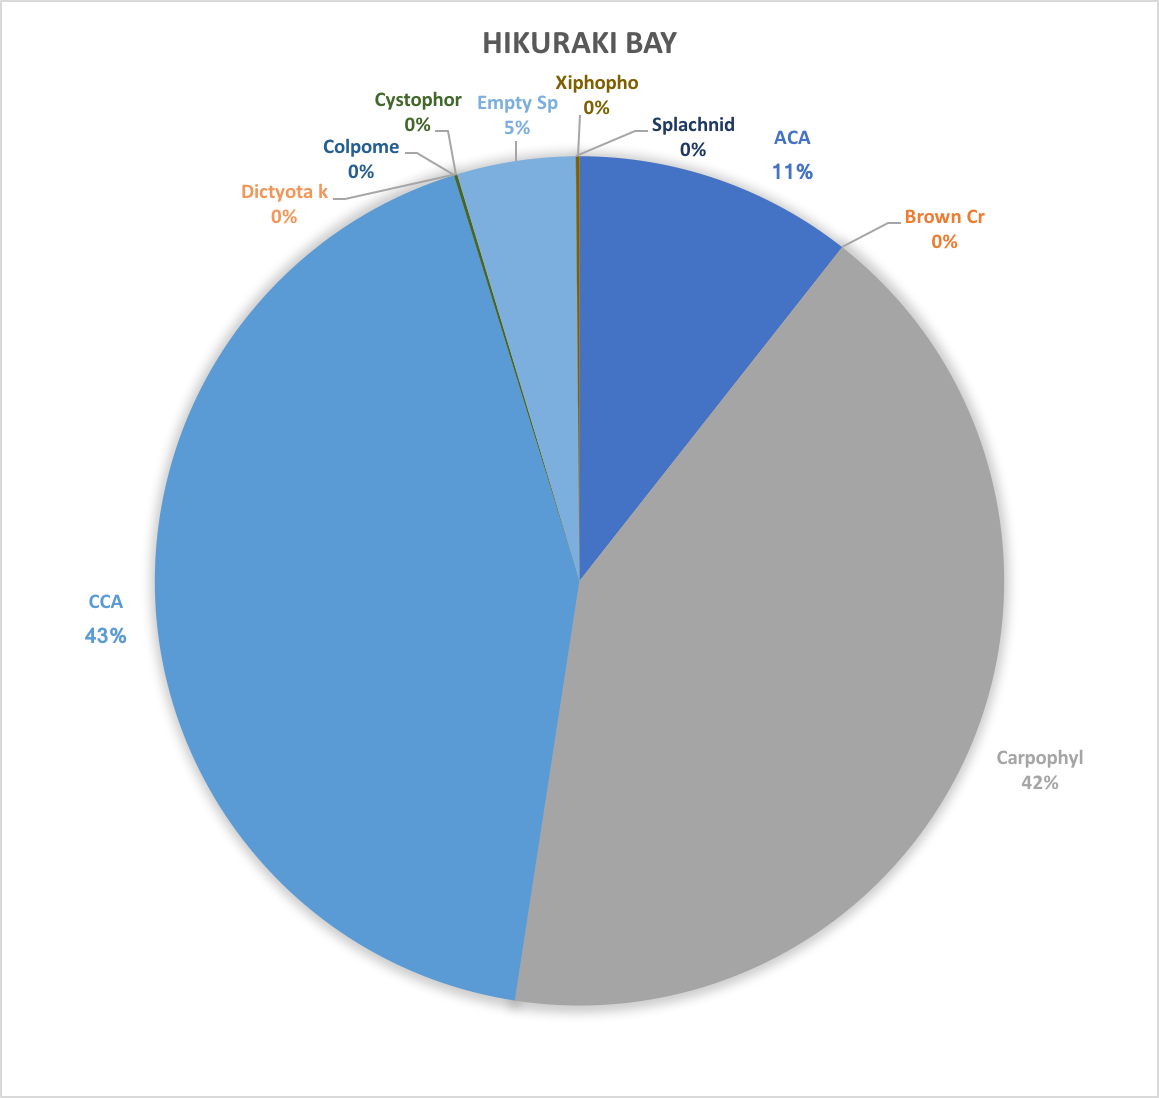 HIKURAKI BAY
Xiphopho
0%
Cystophor
0%
Empty Sp
5%
Splachnid
0%
ACA
11%
Colpome
0%
Dictyota k
0%
Brown Cr
0%
CCA
43%
Carpophyl
42%